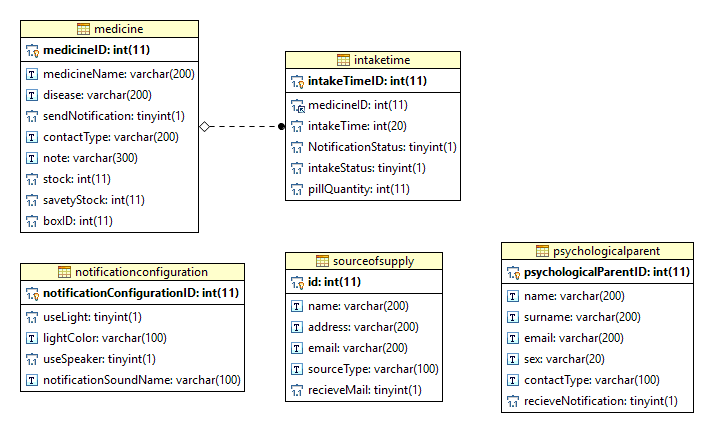 medicine
medicineID: int(11)
medicineName: varchar(200)
disease: varchar(200)
sendNotification: tinyint(1)
contactType: varchar(200)
note: varchar(300)
stock: int(11)
savetyStock: int(11)
boxID: int(11)
intaketime
intakeTimeID: int(11)
medicineID: int(11)
intakeTime: int(20)
NotificationStatus: tinyint(1)
intakeStatus: tinyint(1)
pillQuantity: int(11)
notificationconfiguration
notificationConfigurationID: int(11)
useLight: tinyint(1)
lightColor: varchar(100)
useSpeaker: tinyint(1)
notificationSoundName: varchar(100)
sourceofsupply
id: int(11)
name: varchar(200)
address: varchar(200)
email: varchar(200)
sourceType: varchar(100)
recieveMail: tinyint(1)
psychologicalparent
psychologicalParentID: int(11)
name: varchar(200)
surname: varchar(200)
email: varchar(200)
sex: varchar(20)
contactType: varchar(100)
recieveNotification: tinyint(1)